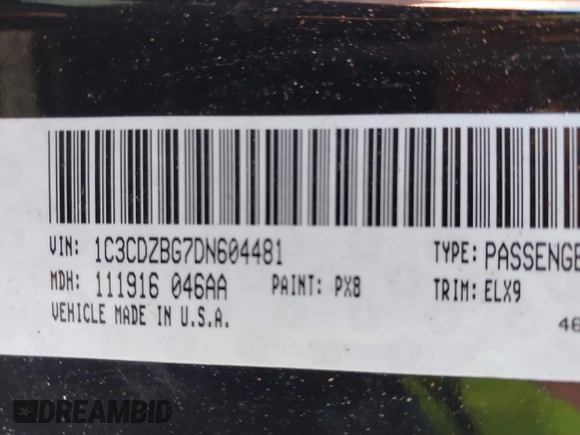 VIN: 1C3CDZBG7DN604481 TYPE: PASSENGE
MDH: 111916 046AA PAINT: PX8 TRIM: ELX9
VEHICLE MADE IN U.S.A. 46
DREAMBID